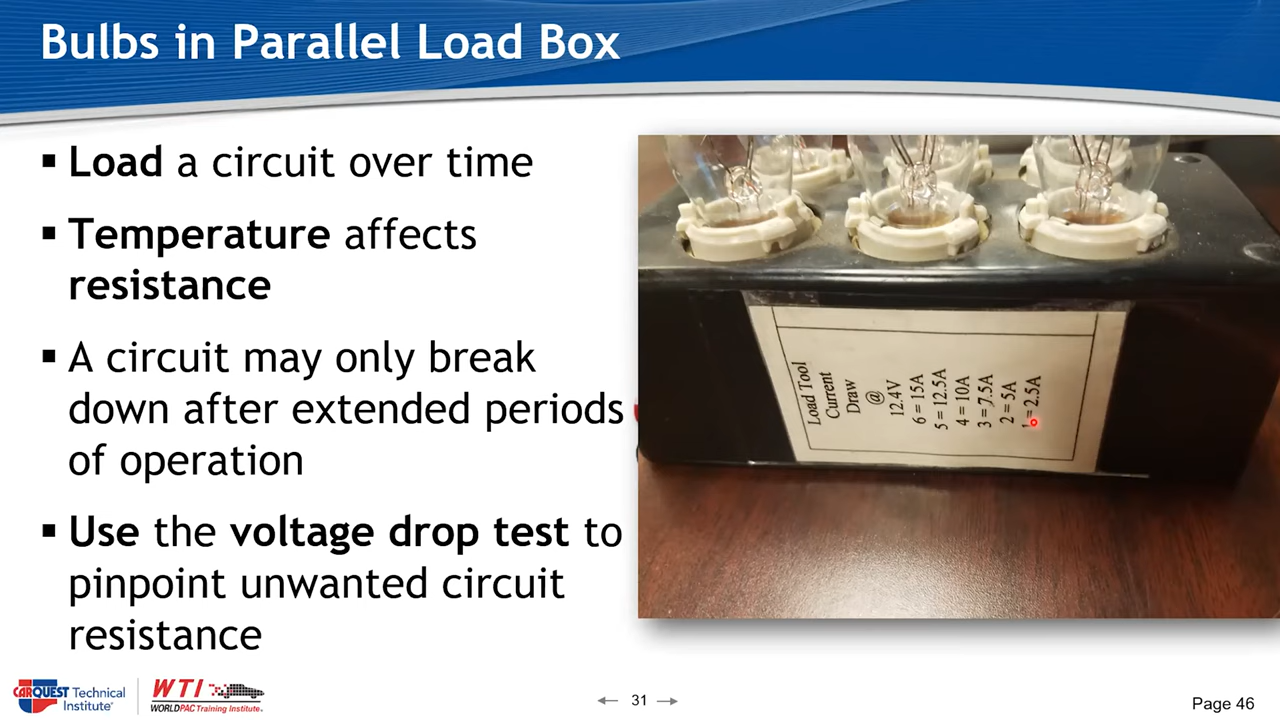 Bulbs in Parallel Load Box
▪ Load a circuit over time
▪ Temperature affects
resistance
▪ A circuit may only break
down after extended periods
of operation
▪ Use the voltage drop test to
pinpoint unwanted circuit
resistance
Load Tool
Current
Draw
@
12.4V
6 = 15A
5 = 12.5A
4 = 10A
3 = 7.5A
2 = 5A
1 = 2.5A
CARQUEST Technical
Institute
WTI
WORLDPAC Training Institute
31
Page 46